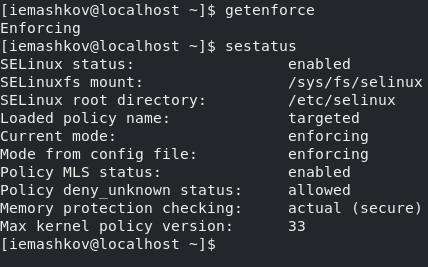 [iemashkov@localhost ~]$ getenforce
Enforcing
[iemashkov@localhost ~]$ sestatus
SELinux status:                 enabled
SELinuxfs mount:                /sys/fs/selinux
SELinux root directory:         /etc/selinux
Loaded policy name:             targeted
Current mode:                   enforcing
Mode from config file:          enforcing
Policy MLS status:              enabled
Policy deny_unknown status:     allowed
Memory protection checking:     actual (secure)
Max kernel policy version:      33
[iemashkov@localhost ~]$